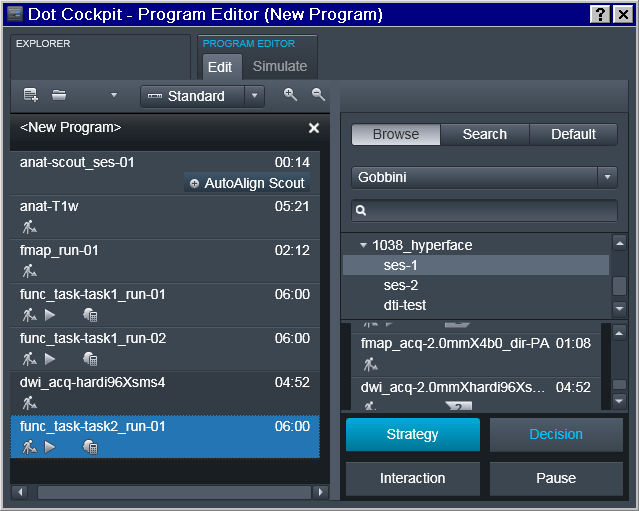 Dot Cockpit - Program Editor (New Program)
EXPLORER
PROGRAM EDITOR
Edit
Simulate
Standard
<New Program>
anat-scout_ses-01 00:14
AutoAlign Scout
anat-T1w 05:21
fmap_run-01 02:12
func_task-task1_run-01 06:00
func_task-task1_run-02 06:00
dwi_acq-hardi96Xsms4 04:52
func_task-task2_run-01 06:00
Browse
Search
Default
Gobbini
1038_hyperface
ses-1
ses-2
dti-test
fmap_acq-2.0mmX4b0_dir-PA 01:08
dwi_acq-2.0mmXhardi96Xs... 04:52
Strategy
Decision
Interaction
Pause